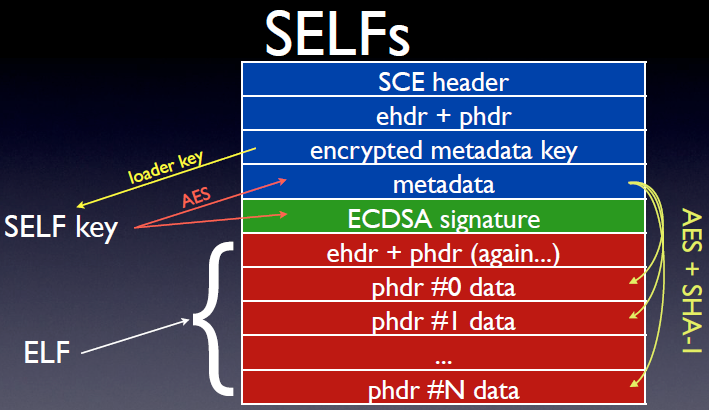 SELFs
SCE header
ehdr + phdr
encrypted metadata key
loader key
metadata
AES
SELF key
ECDSA signature
ehdr + phdr (again...)
phdr #0 data
phdr #1 data
AES + SHA-1
ELF
...
phdr #N data